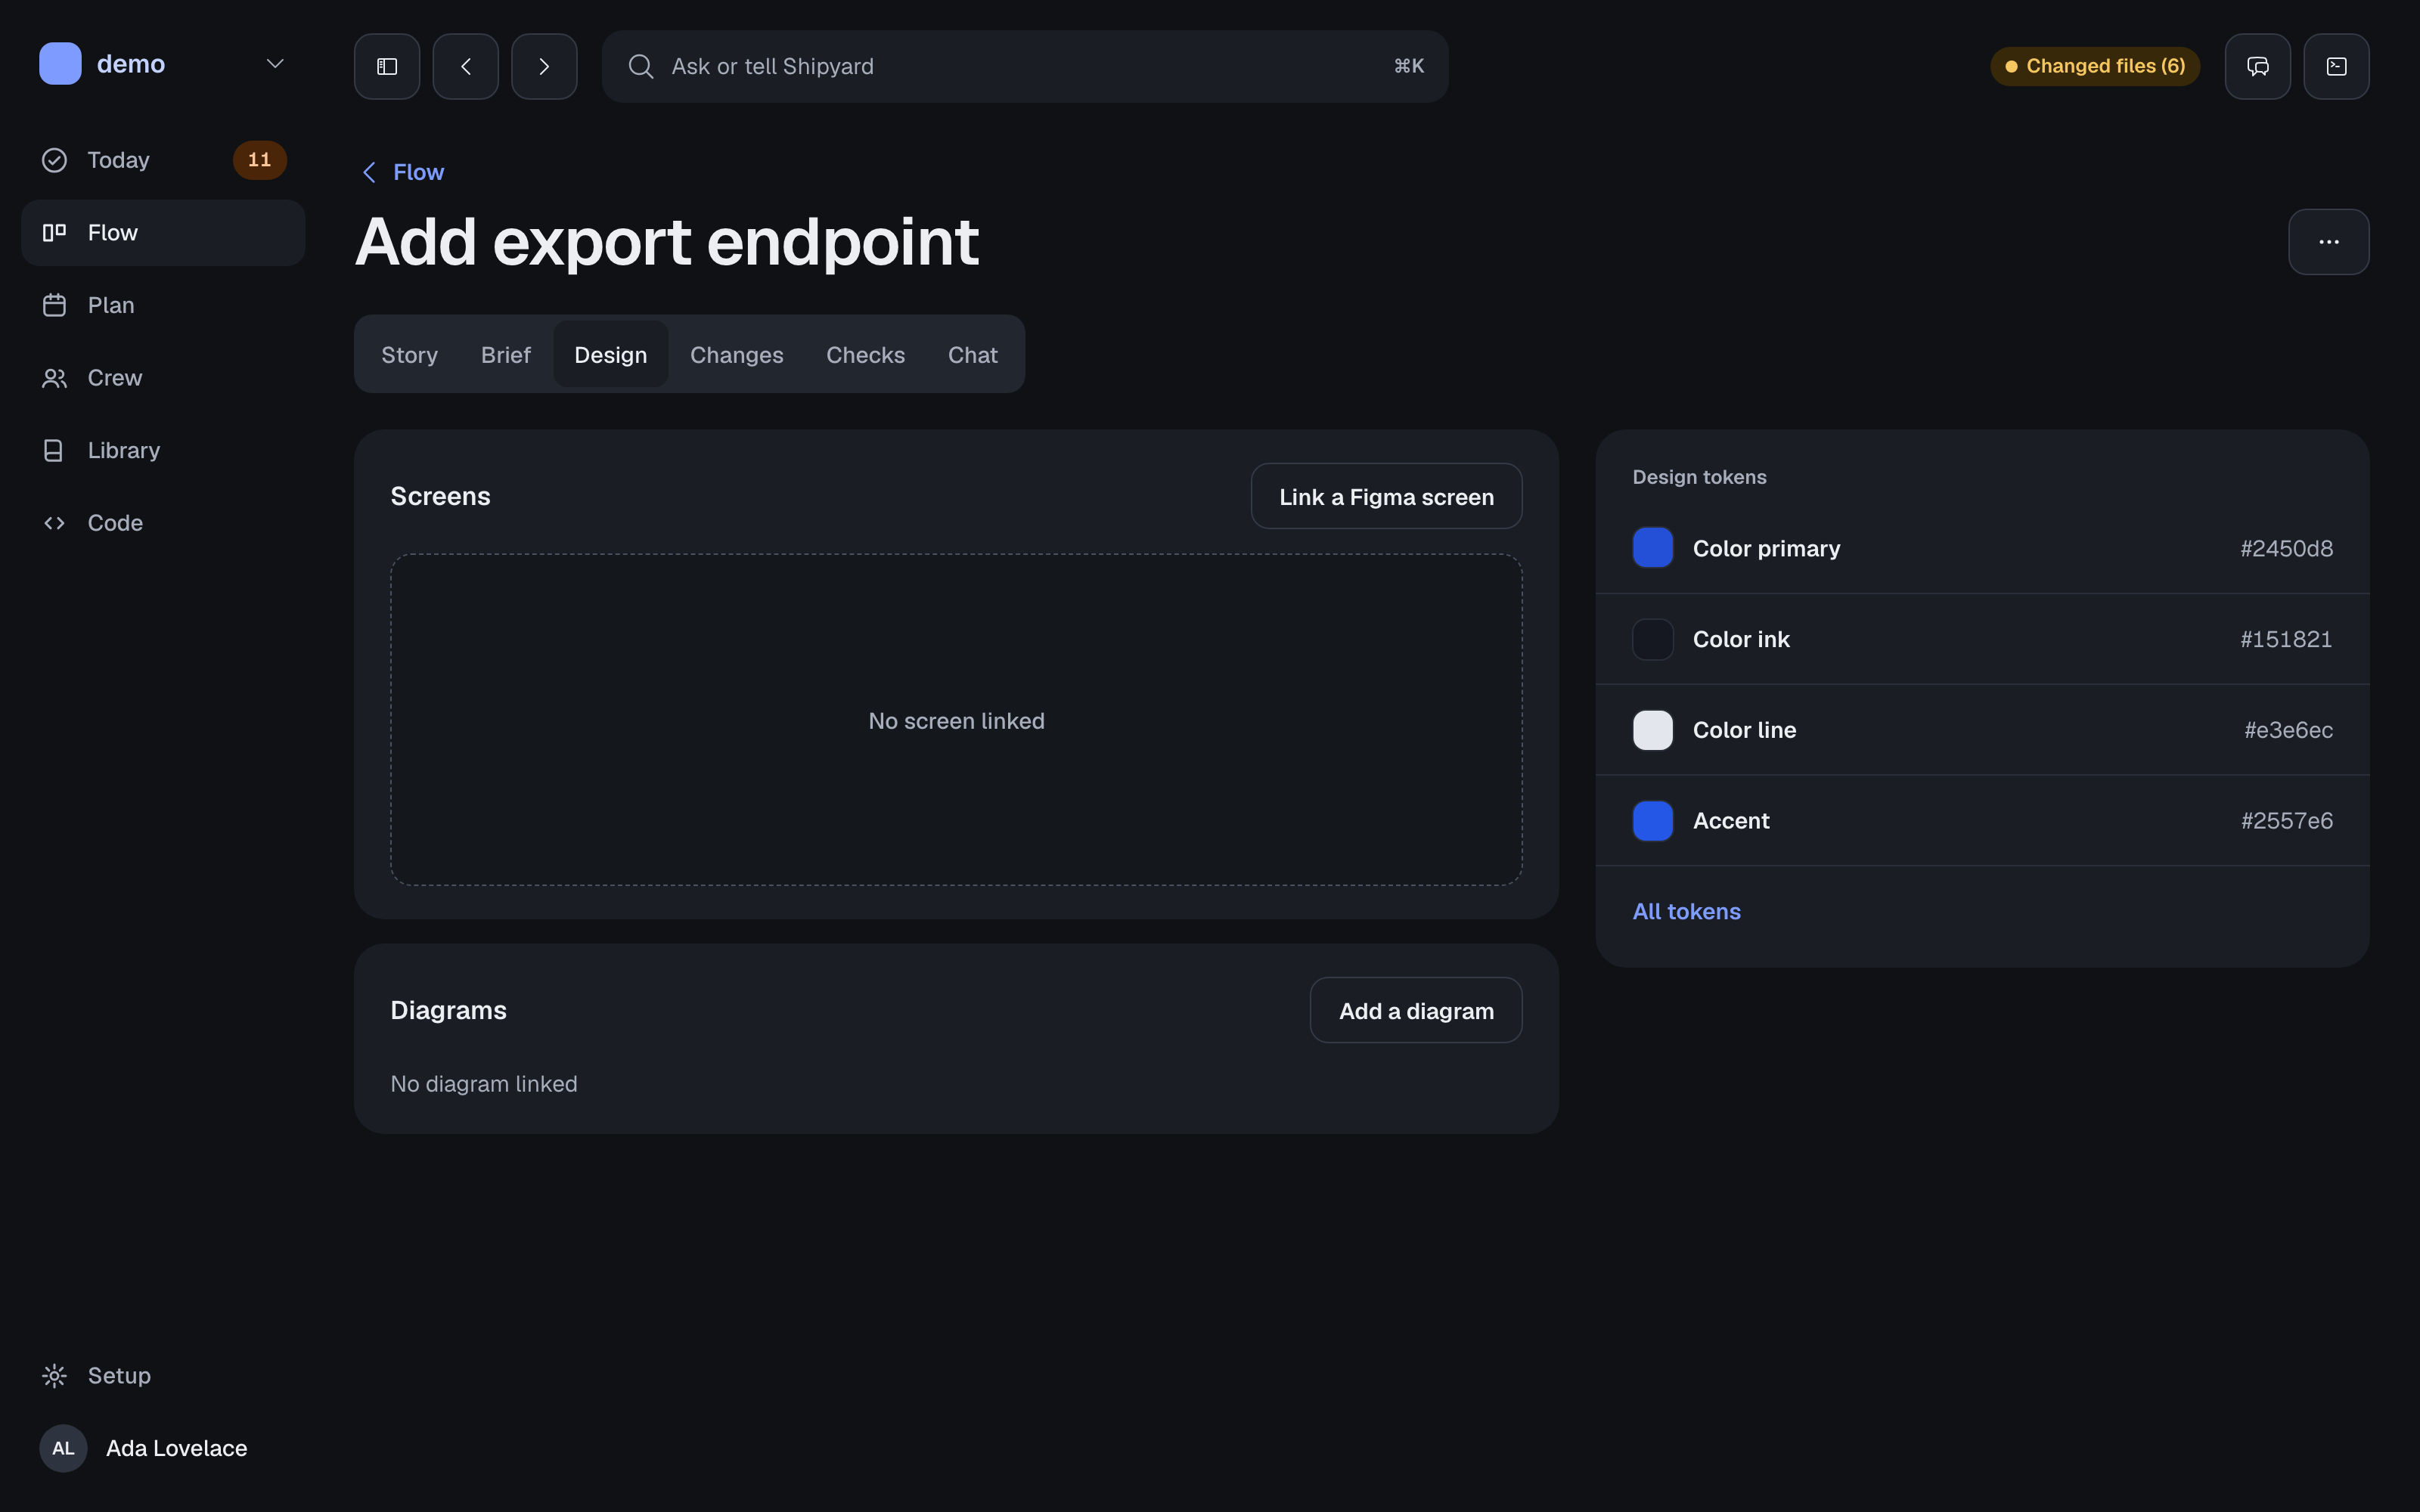 demo
Ask or tell Shipyard ⌘K
Changed files (6)
Today 11
Flow
Plan
Crew
Library
Code
Setup
AL Ada Lovelace
Flow
Add export endpoint
Story Brief Design Changes Checks Chat
Screens
Link a Figma screen
No screen linked
Diagrams
Add a diagram
No diagram linked
Design tokens
Color primary #2450d8
Color ink #151821
Color line #e3e6ec
Accent #2557e6
All tokens